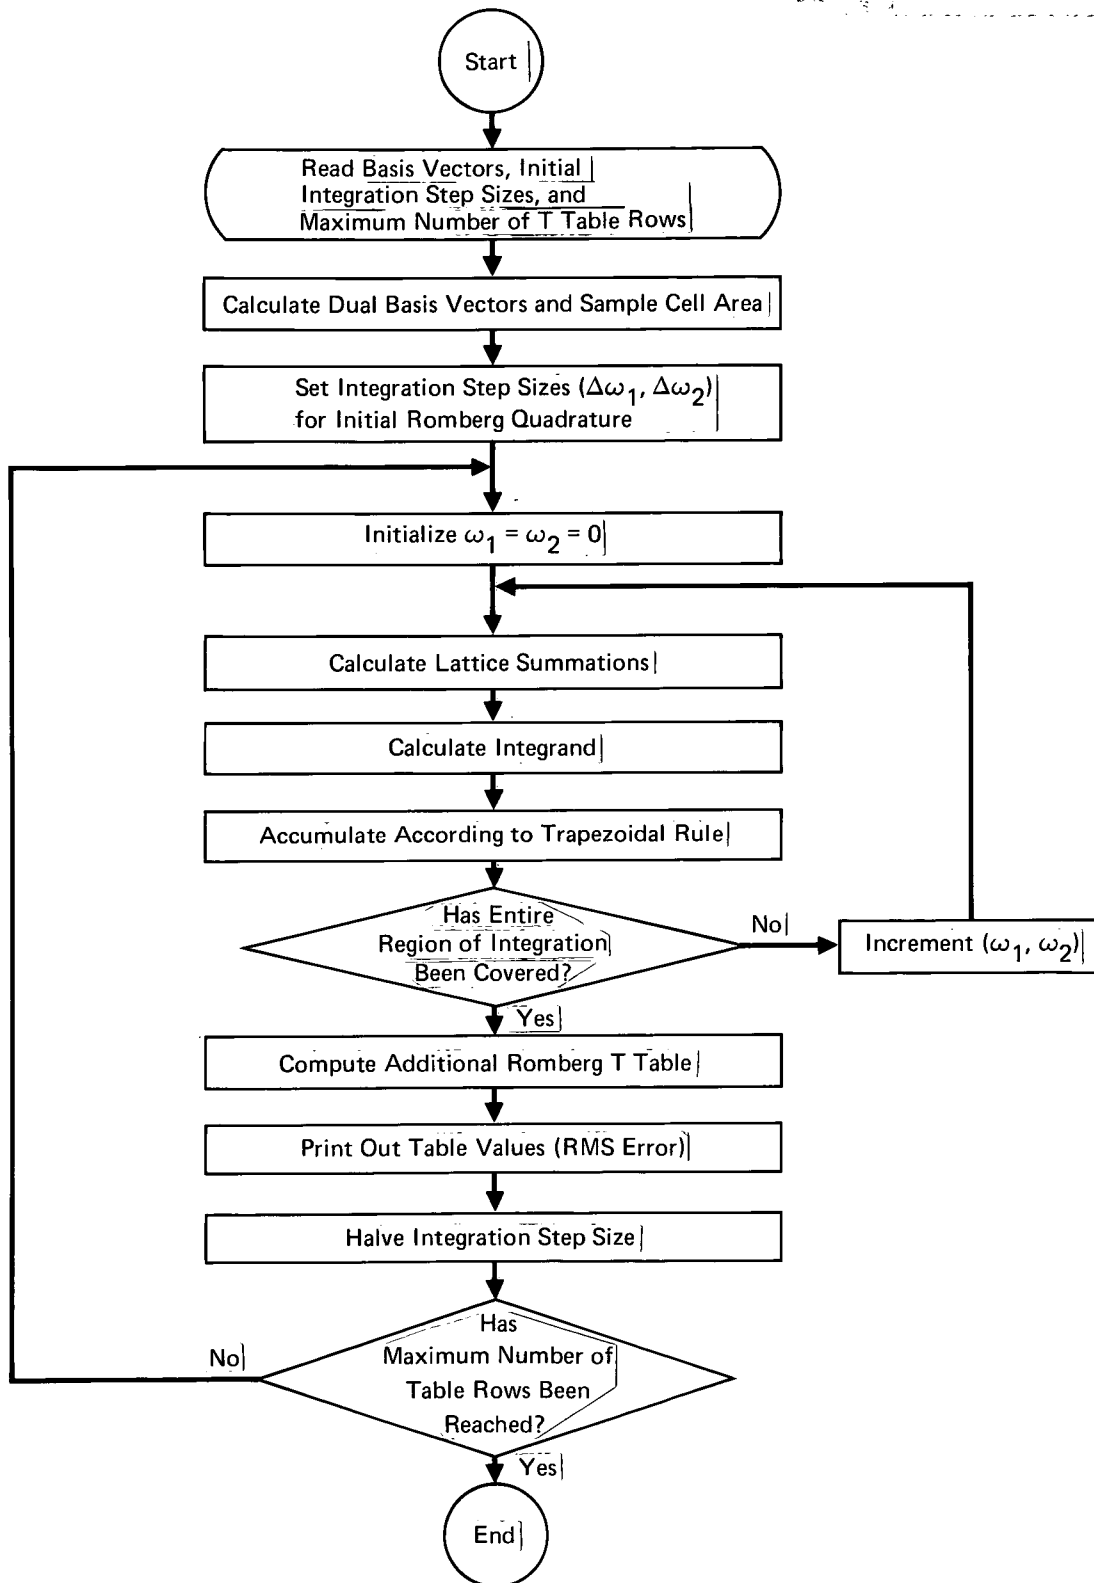 Start
Read Basis Vectors, Initial
Integration Step Sizes, and
Maximum Number of T Table Rows
Calculate Dual Basis Vectors and Sample Cell Area
Set Integration Step Sizes (Δω₁, Δω₂)
for Initial Romberg Quadrature
Initialize ω₁ = ω₂ = 0
Calculate Lattice Summations
Calculate Integrand
Accumulate According to Trapezoidal Rule
Has Entire
Region of Integration
Been Covered?
No
Increment (ω₁, ω₂)
Yes
Compute Additional Romberg T Table
Print Out Table Values (RMS Error)
Halve Integration Step Size
Has
Maximum Number of
Table Rows Been
Reached?
No
Yes
End